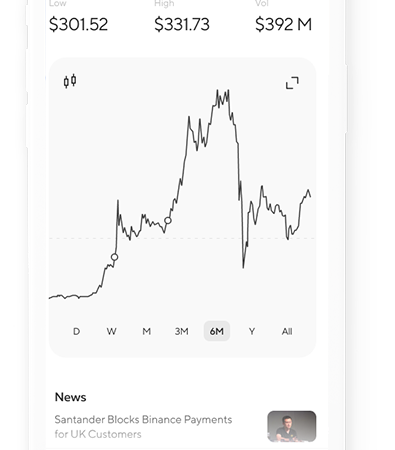 Low High Vol
$301.52 $331.73 $392 M
D W M 3M 6M Y All
News
Santander Blocks Binance Payments
for UK Customers